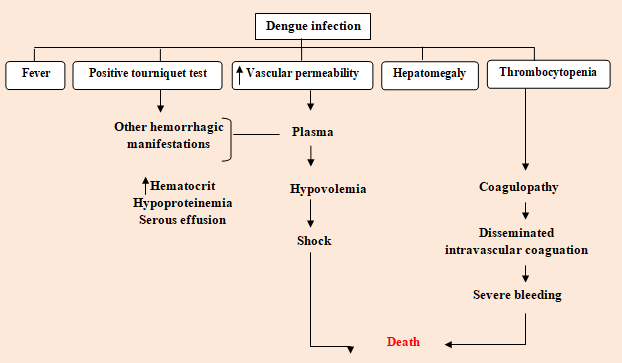 Dengue infection
Fever
Positive tourniquet test
Vascular permeability
Hepatomegaly
Thrombocytopenia
Other hemorrhagic
manifestations
Plasma
Hematocrit
Hypoproteinemia
Serous effusion
Hypovolemia
Coagulopathy
Shock
Disseminated
intravascular coaguation
Severe bleeding
Death